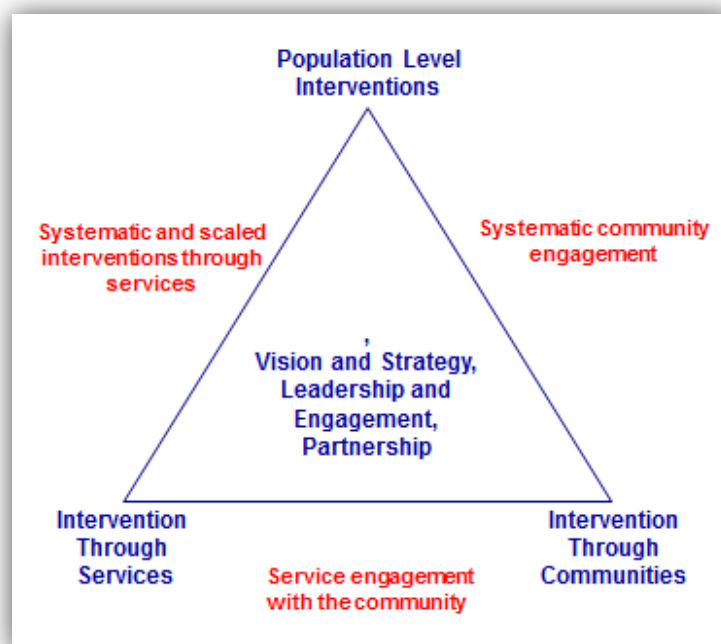 Population Level
Interventions
Systematic and scaled
interventions through
services
Systematic community
engagement
,
Vision and Strategy,
Leadership and
Engagement,
Partnership
Intervention
Through
Services
Service engagement
with the community
Intervention
Through
Communities